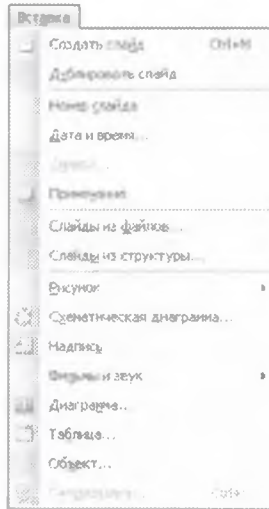 Вставка
Создать слайд Ctrl+M
Дублировать слайд
Номер слайда
Дата и время...
Примечание
Слайды из файлов...
Слайды из структуры...
Рисунок
Схематическая диаграмма...
Надпись
Фильмы и звук
Диаграмма...
Таблица...
Объект...